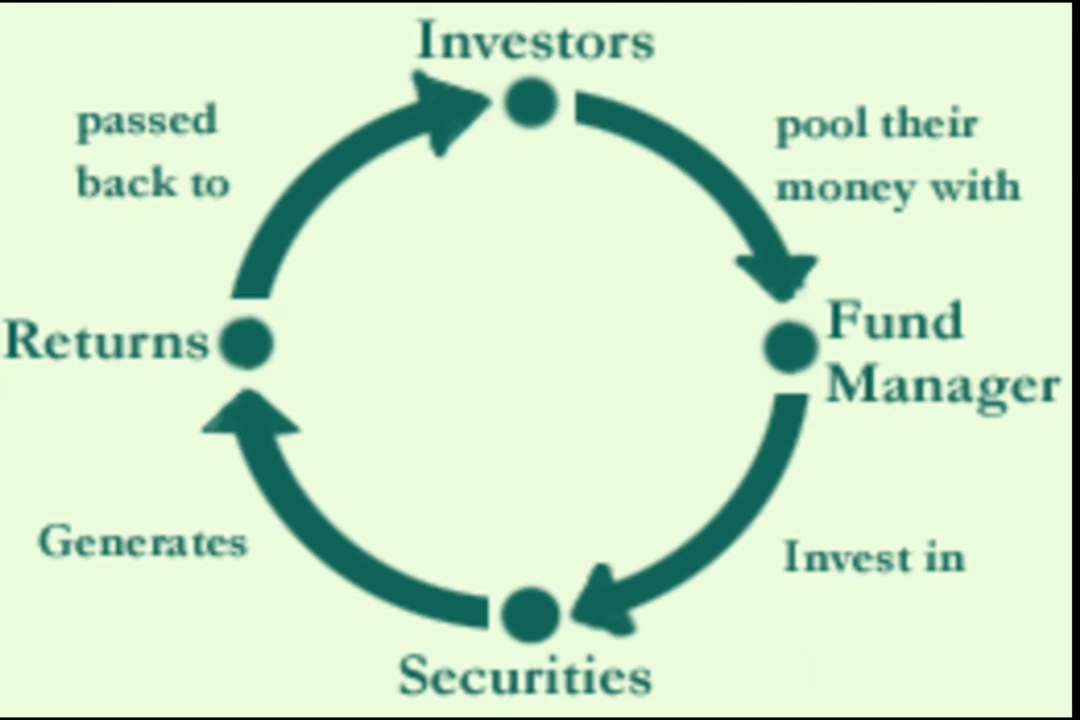 Investors
pool their
money with
Fund
Manager
Invest in
Securities
Generates
Returns
passed
back to